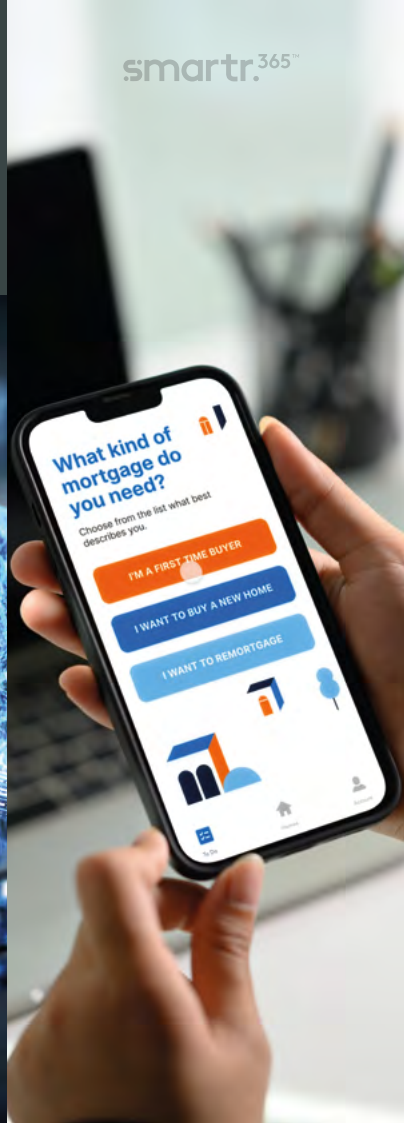 smartr.365™
What kind of
mortgage do
you need?
Choose from the list what best
describes you.
I'M A FIRST TIME BUYER
I WANT TO BUY A NEW HOME
I WANT TO REMORTGAGE
To Do